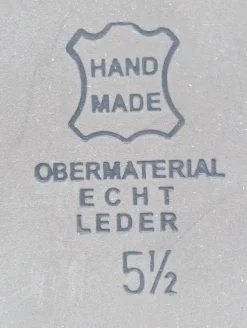 HAND
MADE
OBERMATERIAL
ECHT
LEDER
5½